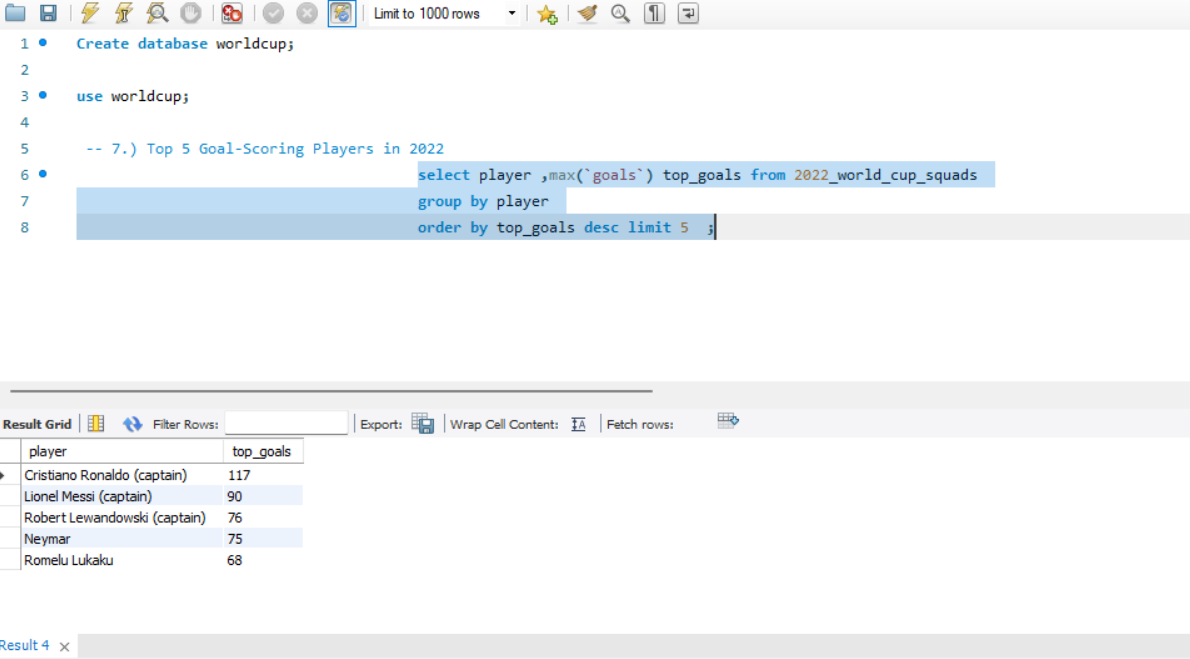 Limit to 1000 rows
1 Create database worldcup;
2
3 use worldcup;
4
5 -- 7.) Top 5 Goal-Scoring Players in 2022
6 select player ,max(`goals`) top_goals from 2022_world_cup_squads
7 group by player
8 order by top_goals desc limit 5 ;
Result Grid Filter Rows: Export: Wrap Cell Content: Fetch rows:
player top_goals
Cristiano Ronaldo (captain) 117
Lionel Messi (captain) 90
Robert Lewandowski (captain) 76
Neymar 75
Romelu Lukaku 68
Result 4